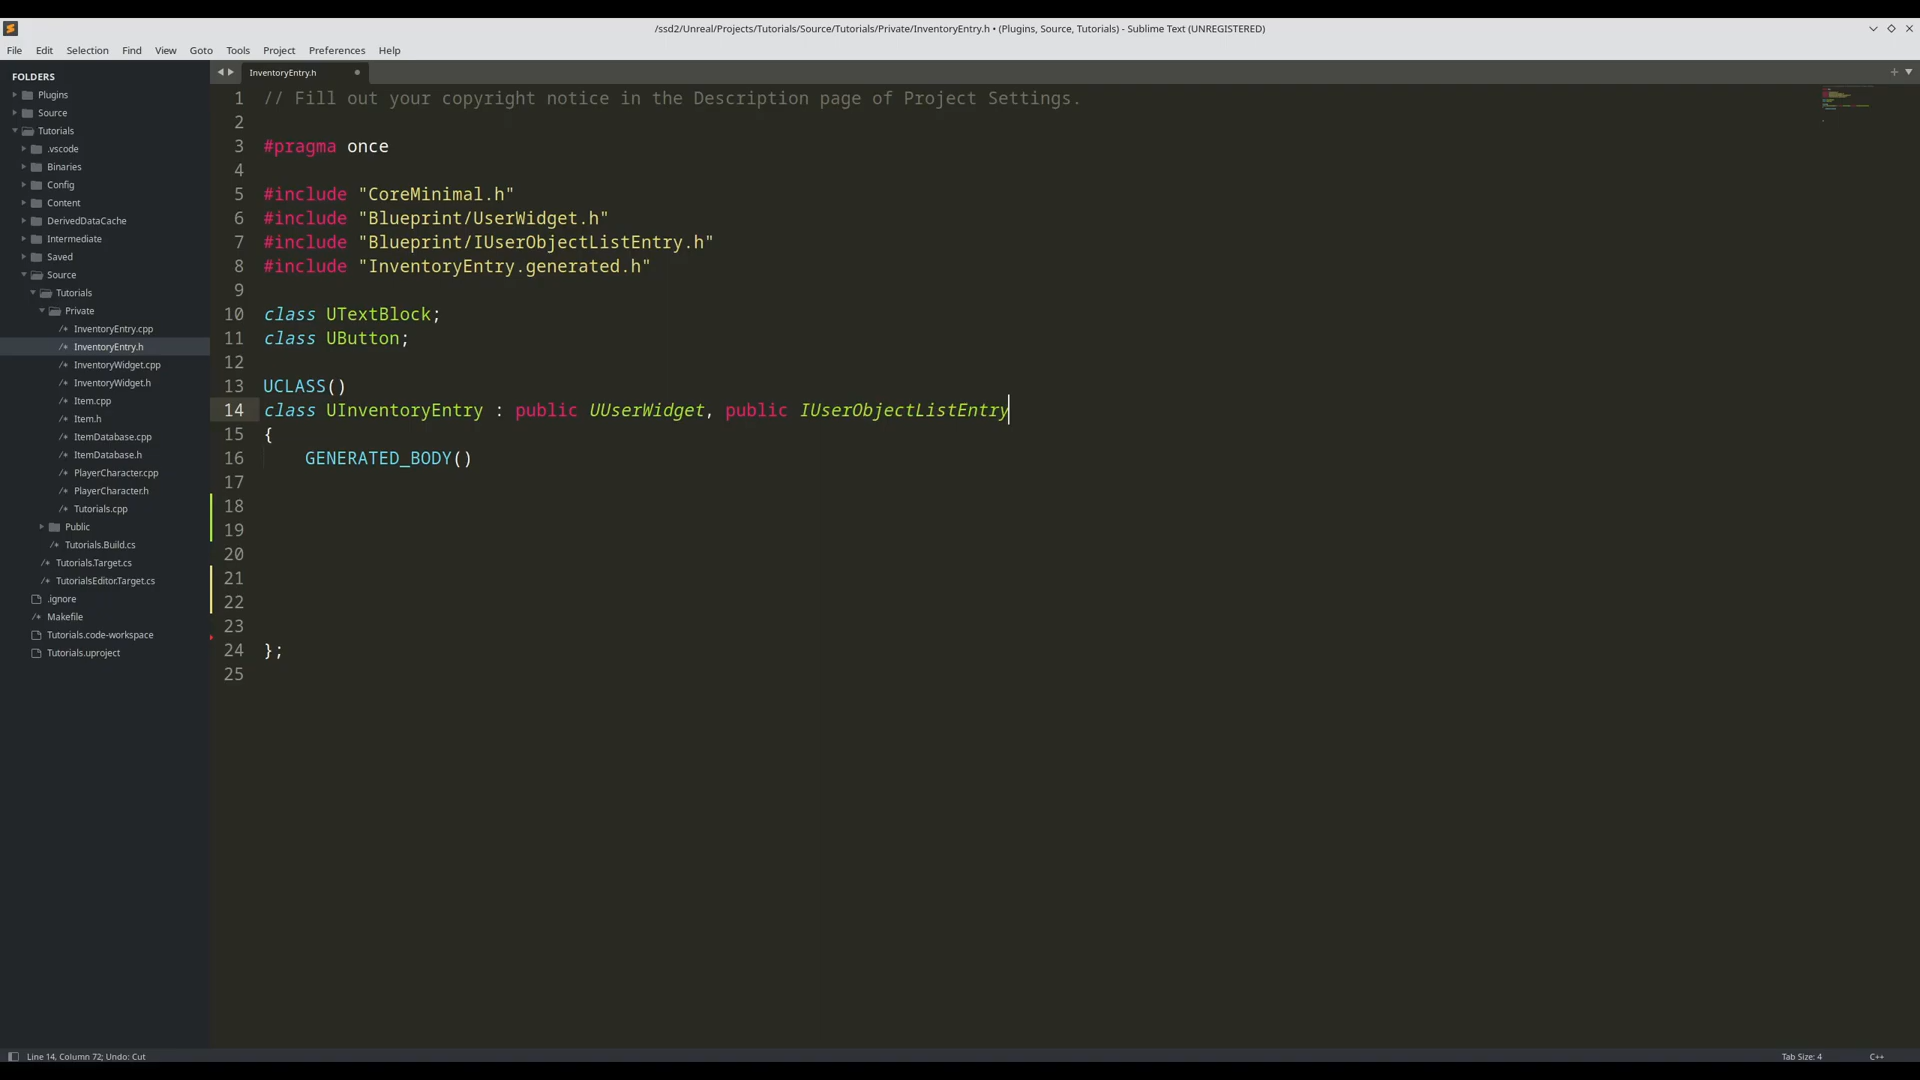 /ssd2/Unreal/Projects/Tutorials/Source/Tutorials/Private/InventoryEntry.h • (Plugins, Source, Tutorials) - Sublime Text (UNREGISTERED)
File Edit Selection Find View Goto Tools Project Preferences Help
FOLDERS
Plugins
Source
Tutorials
.vscode
Binaries
Config
Content
DerivedDataCache
Intermediate
Saved
Source
Tutorials
Private
InventoryEntry.cpp
InventoryEntry.h
InventoryWidget.cpp
InventoryWidget.h
Item.cpp
Item.h
ItemDatabase.cpp
ItemDatabase.h
PlayerCharacter.cpp
PlayerCharacter.h
Tutorials.cpp
Public
Tutorials.Build.cs
Tutorials.Target.cs
TutorialsEditor.Target.cs
.ignore
Makefile
Tutorials.code-workspace
Tutorials.uproject
InventoryEntry.h
1 // Fill out your copyright notice in the Description page of Project Settings.
2
3 #pragma once
4
5 #include "CoreMinimal.h"
6 #include "Blueprint/UserWidget.h"
7 #include "Blueprint/IUserObjectListEntry.h"
8 #include "InventoryEntry.generated.h"
9
10 class UTextBlock;
11 class UButton;
12
13 UCLASS()
14 class UInventoryEntry : public UUserWidget, public IUserObjectListEntry
15 {
16 GENERATED_BODY()
17
18
19
20
21
22
23
24 };
25
Line 14, Column 72; Undo: Cut
Tab Size: 4
C++